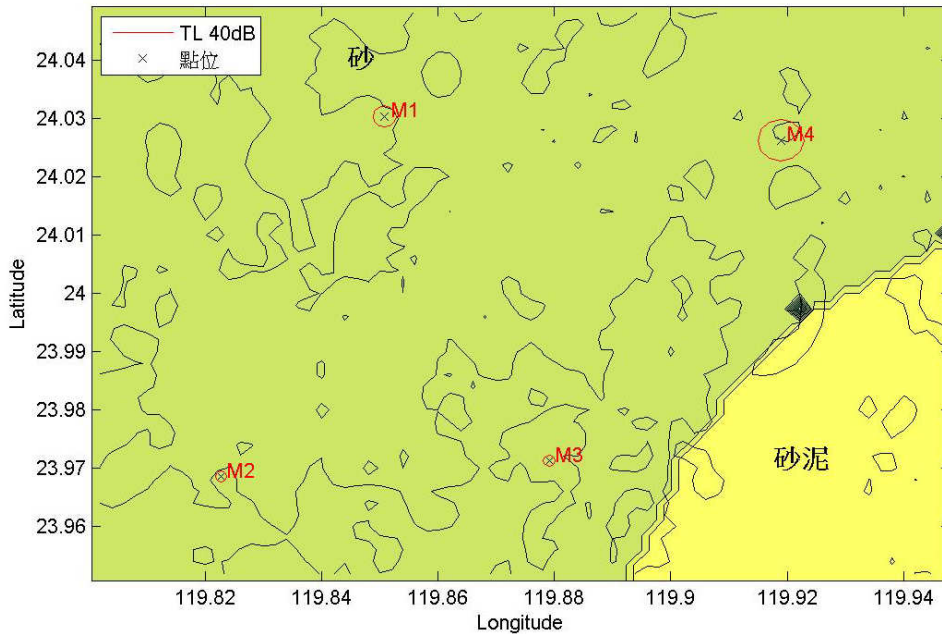 TL 40dB
點位
砂
M1
M4
M2
M3
砂泥
24.04
24.03
24.02
24.01
24
23.99
23.98
23.97
23.96
Latitude
119.82
119.84
119.86
119.88
119.9
119.92
119.94
Longitude